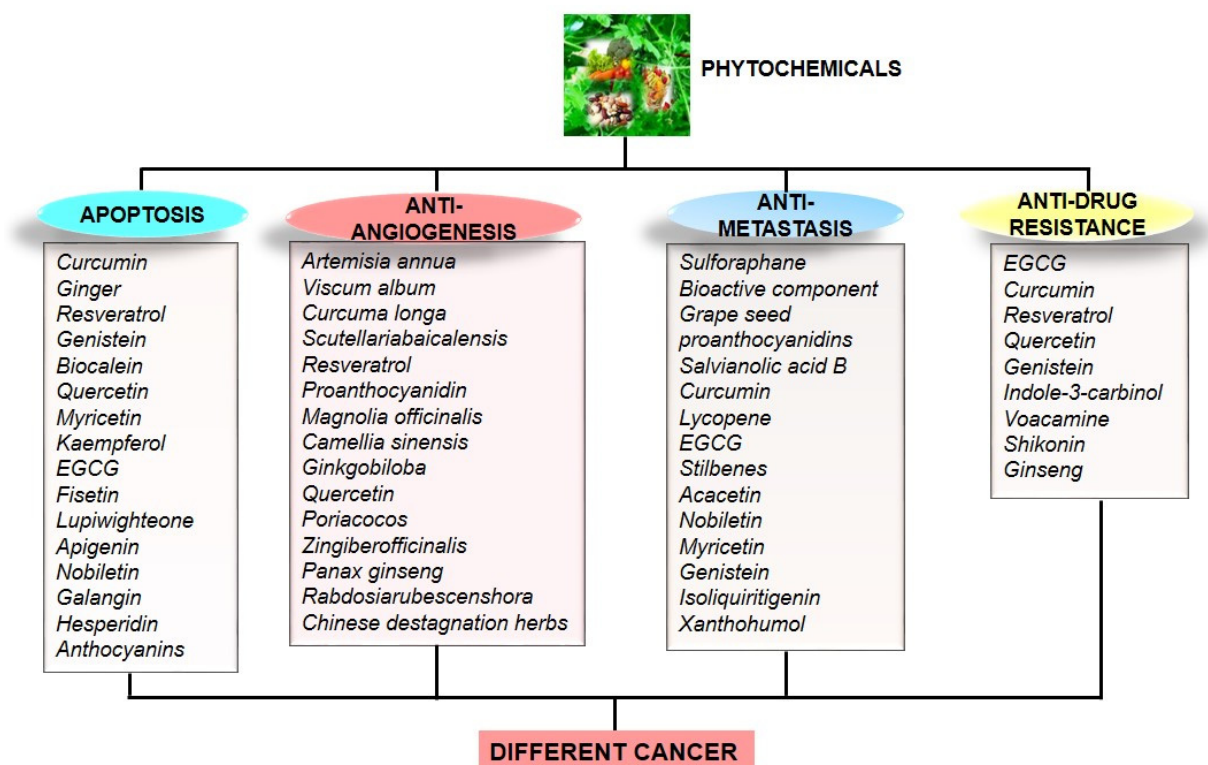 PHYTOCHEMICALS
APOPTOSIS
Curcumin
Ginger
Resveratrol
Genistein
Biocalein
Quercetin
Myricetin
Kaempferol
EGCG
Fisetin
Lupiwighteone
Apigenin
Nobiletin
Galangin
Hesperidin
Anthocyanins
ANTI-
ANGIOGENESIS
Artemisia annua
Viscum album
Curcuma longa
Scutellariabaicalensis
Resveratrol
Proanthocyanidin
Magnolia officinalis
Camellia sinensis
Ginkgobiloba
Quercetin
Poriacocos
Zingiberofficinalis
Panax ginseng
Rabdosiarubescenshora
Chinese destagnation herbs
ANTI-
METASTASIS
Sulforaphane
Bioactive component
Grape seed
proanthocyanidins
Salvianolic acid B
Curcumin
Lycopene
EGCG
Stilbenes
Acacetin
Nobiletin
Myricetin
Genistein
Isoliquiritigenin
Xanthohumol
ANTI-DRUG
RESISTANCE
EGCG
Curcumin
Resveratrol
Quercetin
Genistein
Indole-3-carbinol
Voacamine
Shikonin
Ginseng
DIFFERENT CANCER